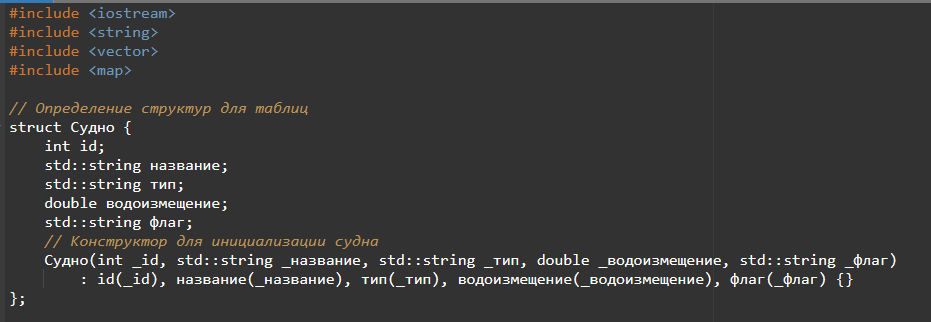 #include <iostream>
#include <string>
#include <vector>
#include <map>
// Определение структур для таблиц
struct Судно {
int id;
std::string название;
std::string тип;
double водоизмещение;
std::string флаг;
// Конструктор для инициализации судна
Судно(int _id, std::string _название, std::string _тип, double _водоизмещение, std::string _флаг)
: id(_id), название(_название), тип(_тип), водоизмещение(_водоизмещение), флаг(_флаг) {}
};